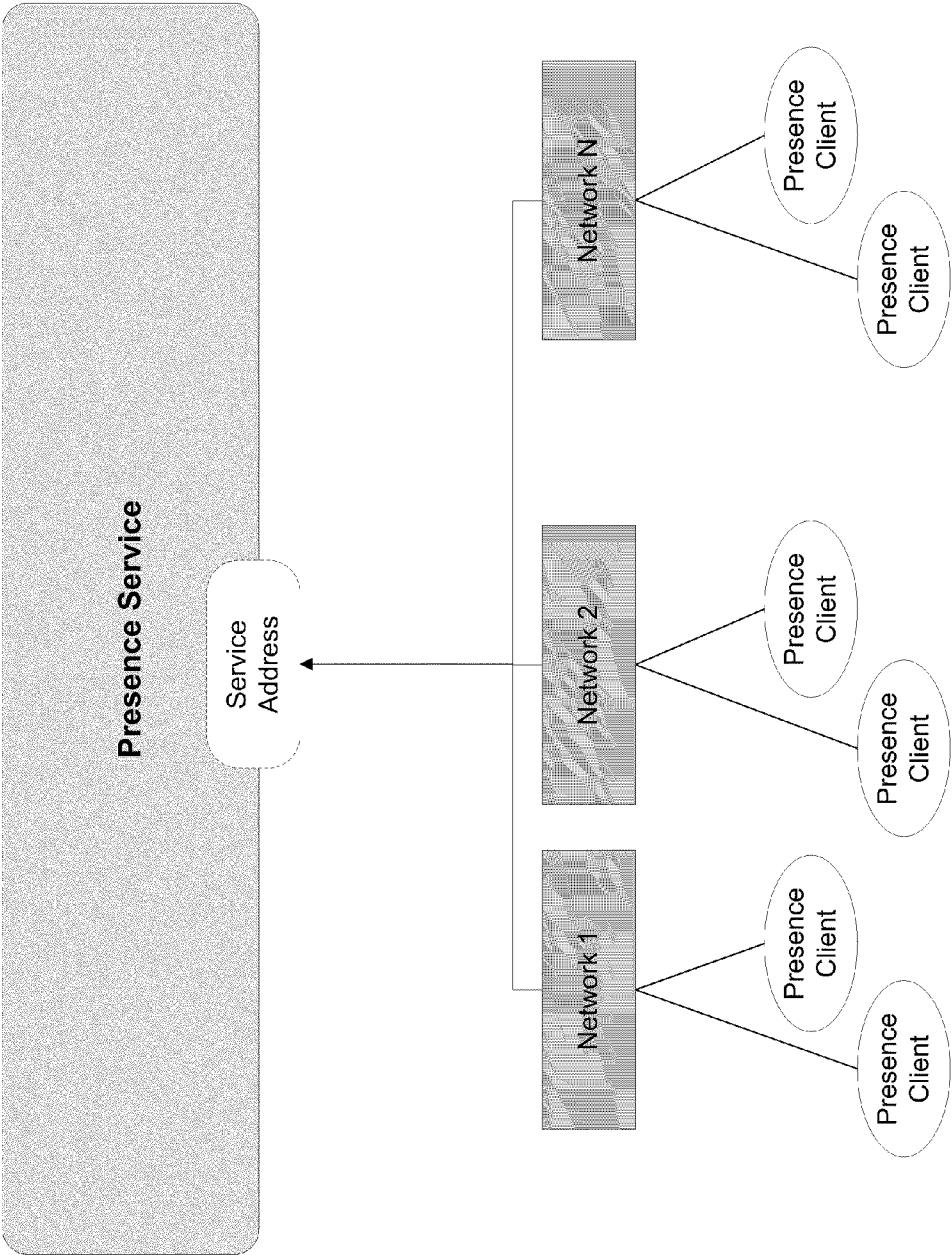 Presence Service
Service
Address
Network 1
Network 2
Network N
Presence
Client
Presence
Client
Presence
Client
Presence
Client
Presence
Client
Presence
Client